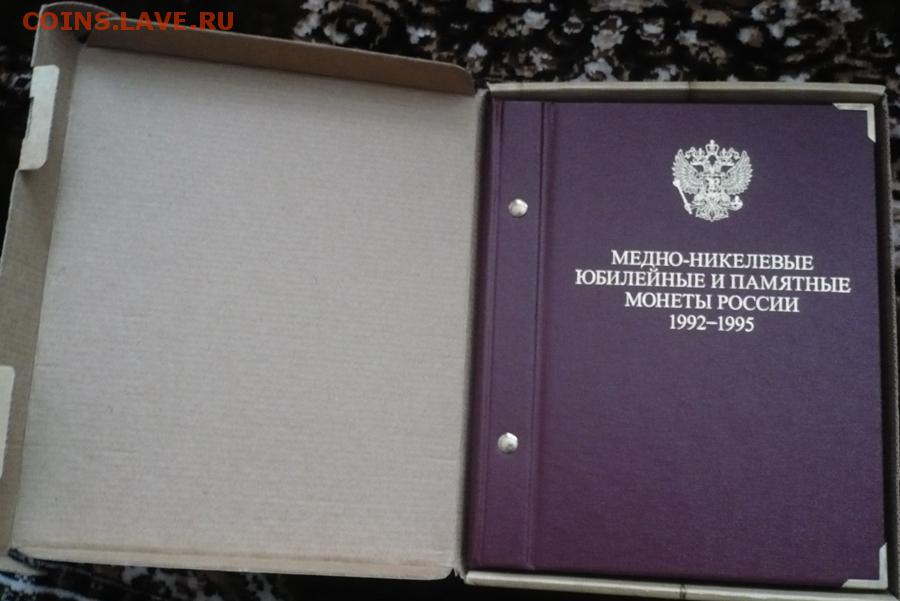 COINS.LAVE.RU
МЕДНО-НИКЕЛЕВЫЕ
ЮБИЛЕЙНЫЕ И ПАМЯТНЫЕ
МОНЕТЫ РОССИИ
1992–1995